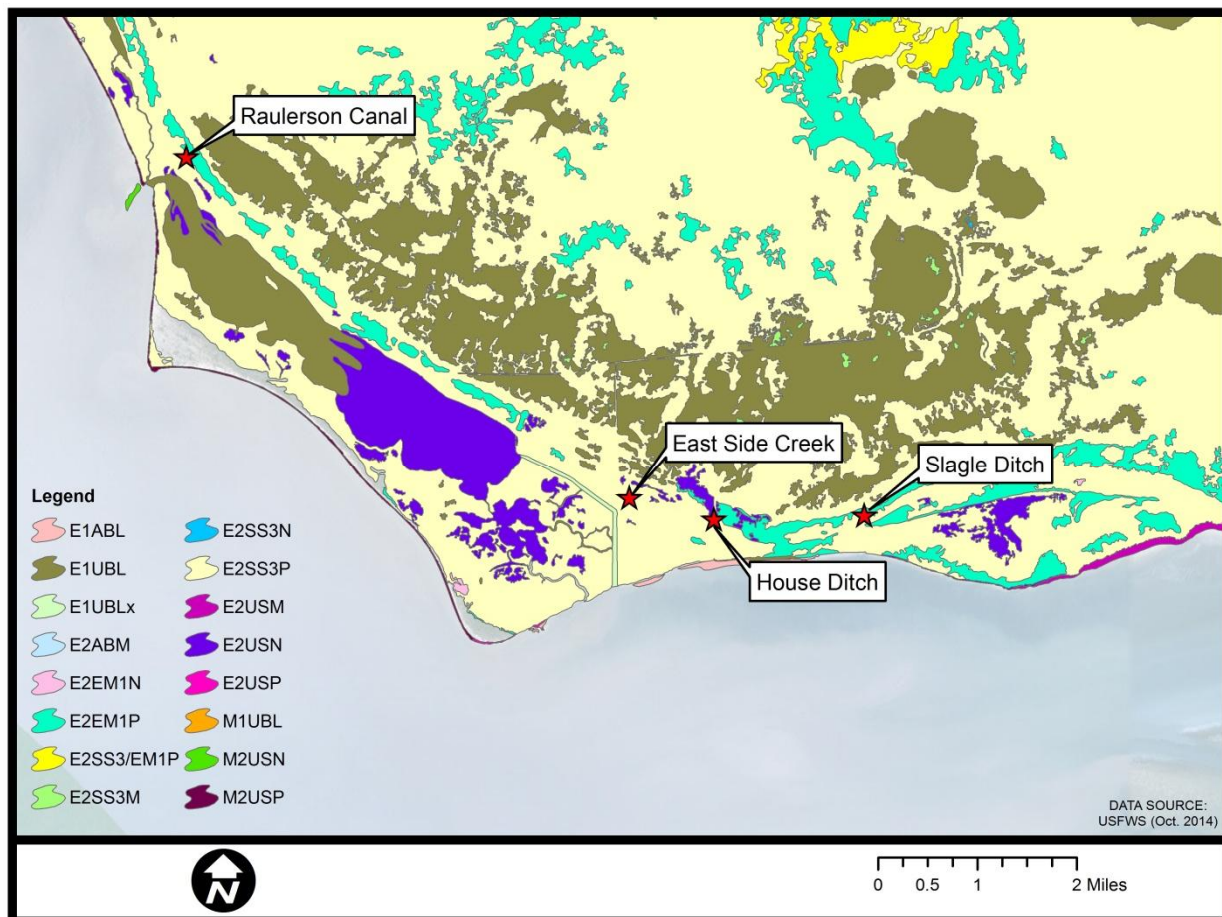 Raulerson Canal
East Side Creek
Slagle Ditch
House Ditch
Legend
E1ABL
E1UBL
E1UBLx
E2ABM
E2EM1N
E2EM1P
E2SS3/EM1P
E2SS3M
E2SS3N
E2SS3P
E2USM
E2USN
E2USP
M1UBL
M2USN
M2USP
DATA SOURCE:
USFWS (Oct. 2014)
N
0 0.5 1 2 Miles